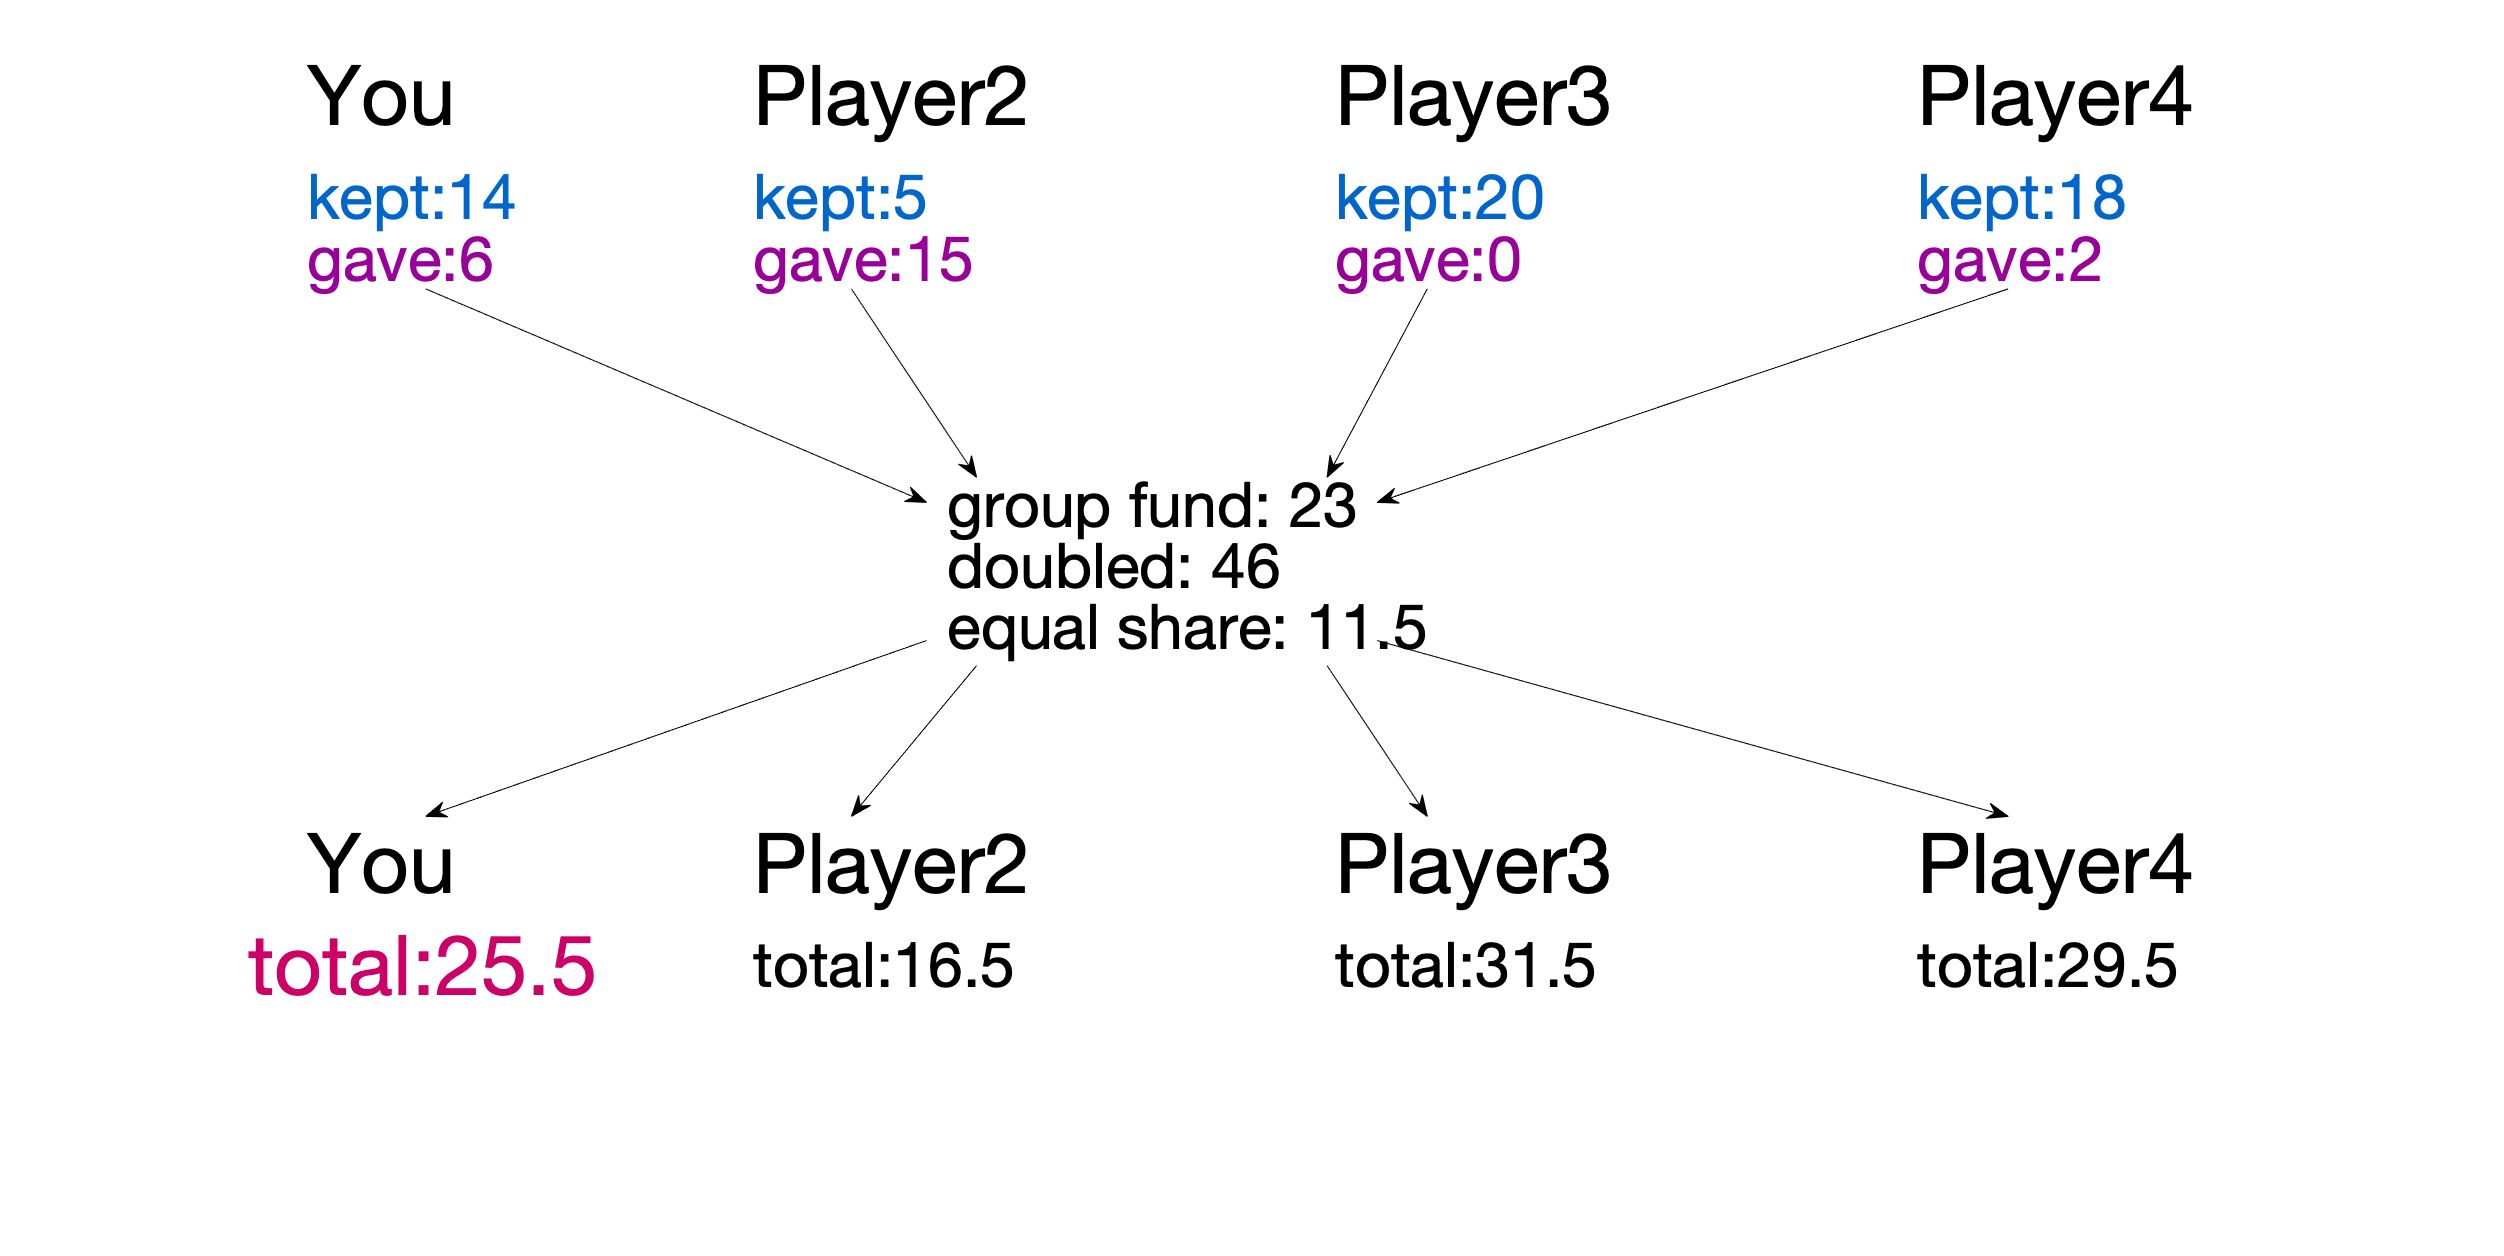 You Player2 Player3 Player4
kept:14 kept:5 kept:20 kept:18
gave:6 gave:15 gave:0 gave:2
group fund: 23
doubled: 46
equal share: 11.5
You Player2 Player3 Player4
total:25.5 total:16.5 total:31.5 total:29.5